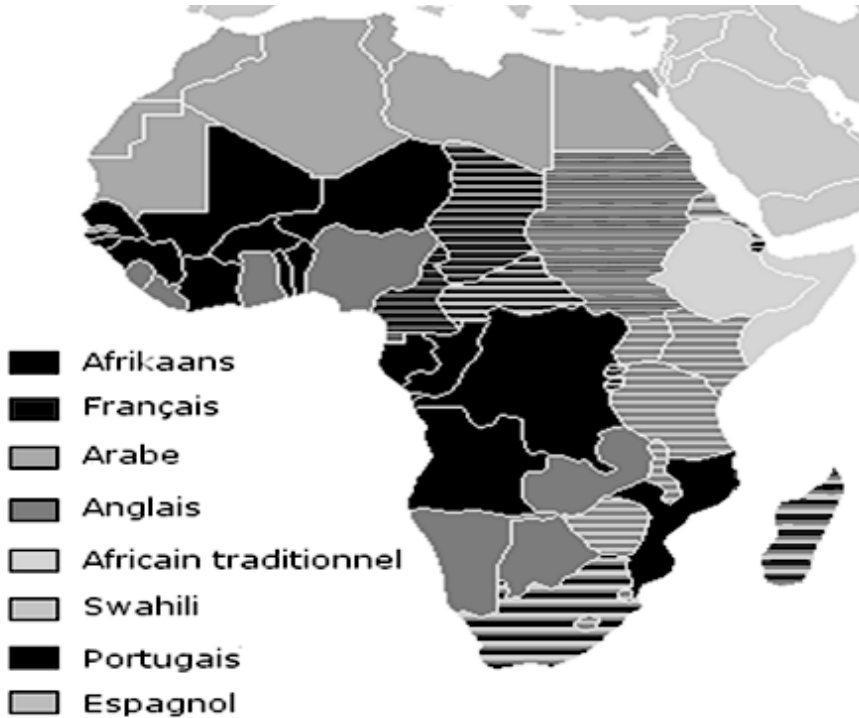 Afrikaans
Français
Arabe
Anglais
Africain traditionnel
Swahili
Portugais
Espagnol